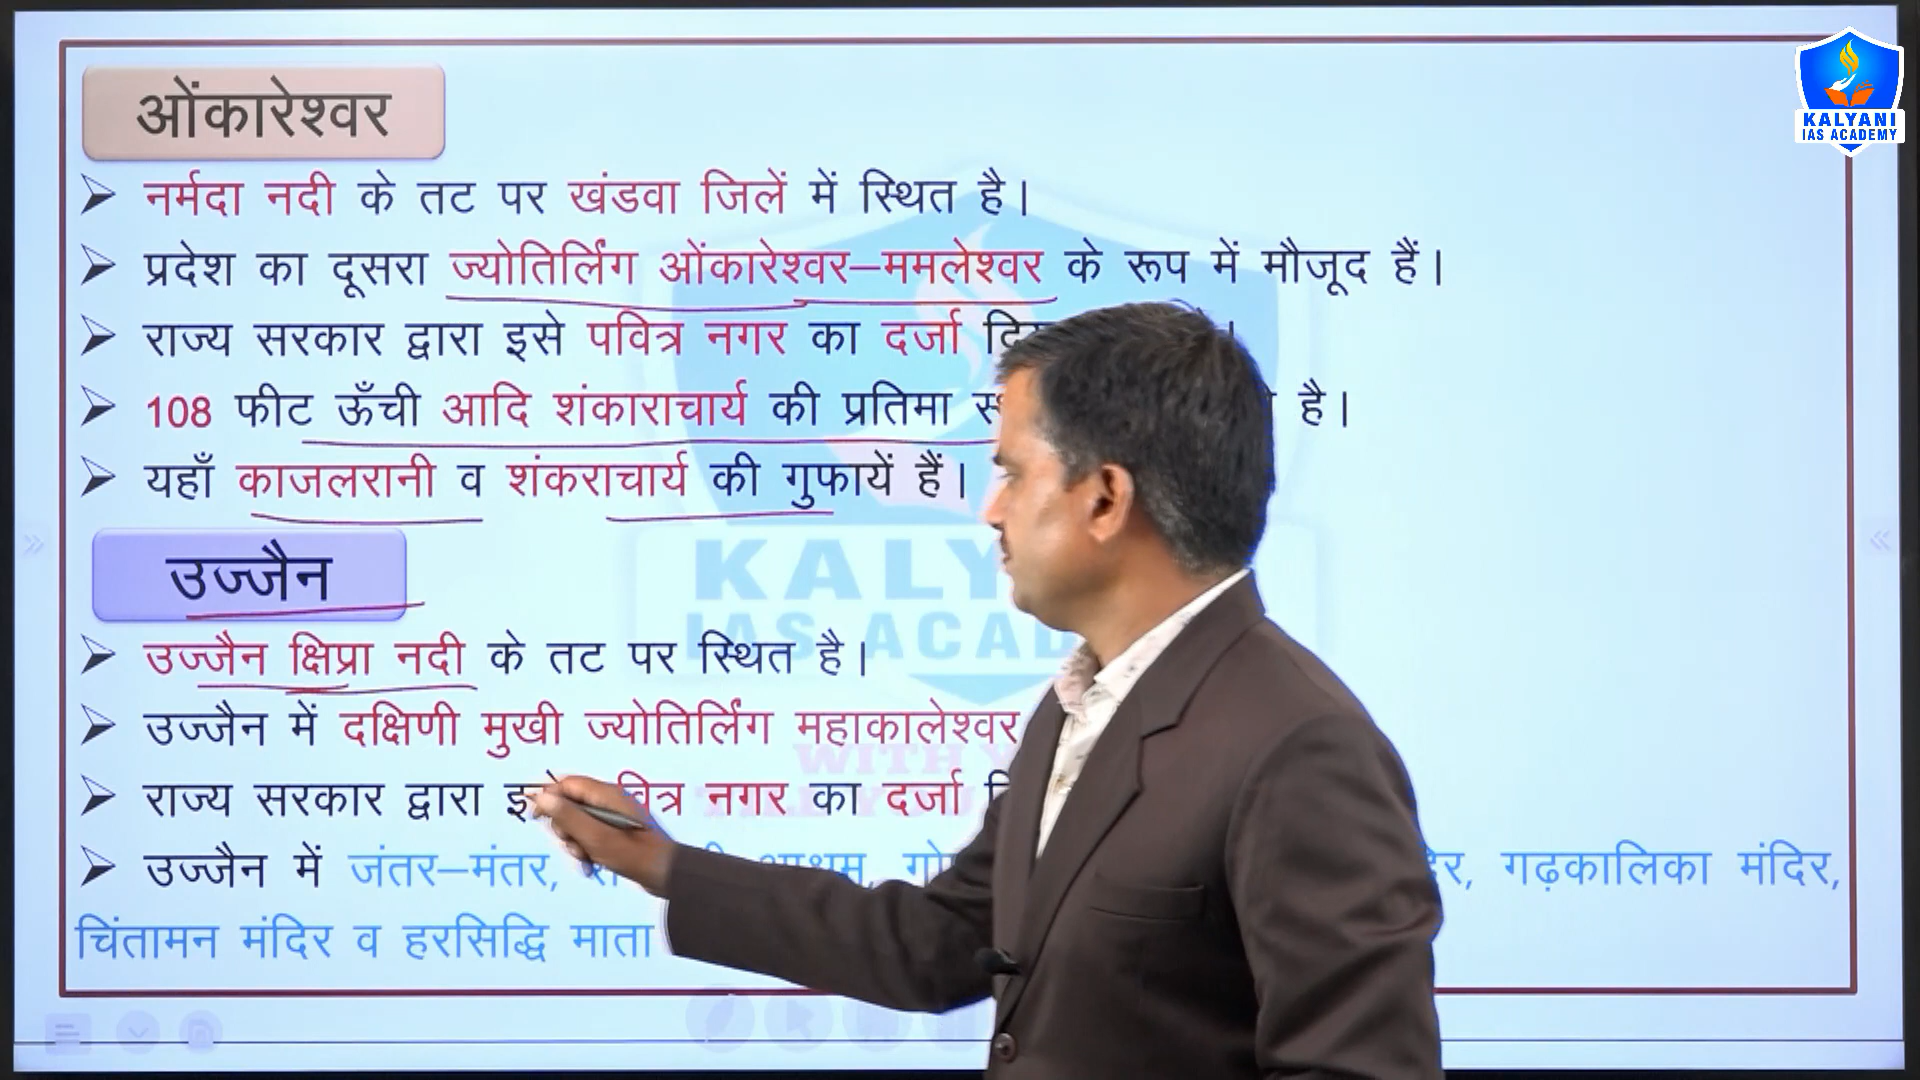 KALYANI
IAS ACADEMY
ओंकारेश्वर
➢ नर्मदा नदी के तट पर खंडवा जिलें में स्थित है।
➢ प्रदेश का दूसरा ज्योतिर्लिंग ओंकारेश्वर–ममलेश्वर के रूप में मौजूद हैं।
➢ राज्य सरकार द्वारा इसे पवित्र नगर का दर्जा
➢ 108 फीट ऊँची आदि शंकाराचार्य की प्रतिमा है।
➢ यहाँ काजलरानी व शंकराचार्य की गुफायें हैं।
उज्जैन
➢ उज्जैन क्षिप्रा नदी के तट पर स्थित है।
➢ उज्जैन में दक्षिणी मुखी ज्योतिर्लिंग महाकालेश्वर
➢ राज्य सरकार द्वारा नगर का दर्जा
➢ उज्जैन में जंतर–मंतर, गढ़कालिका मंदिर,
चिंतामन मंदिर व हरसिद्धि माता